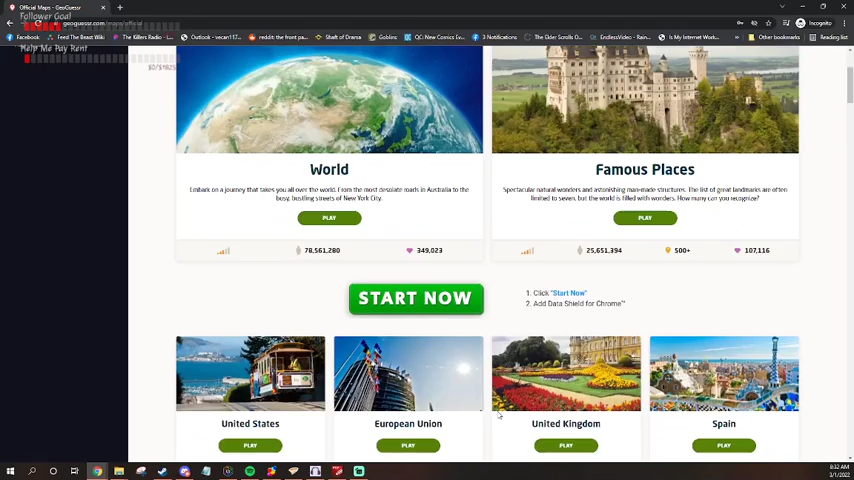 Official Maps - GeoGuessr
Follower Goal
geoguessr.com/maps/official
Incognito
Facebook
Feed The Beast Wiki
The Killers Radio - L...
Outlook - vecan117...
reddit: the front pa...
Shaft of Drama
Goblins
QC: New Comics Eve...
3 Notifications
The Elder Scrolls O...
EndlessVideo - Rain...
Is My Internet Work...
Other bookmarks
Reading list
Help Me Pay Rent
World
Embark on a journey that takes you all over the world. From the most desolate roads in Australia to the
busy, bustling streets of New York City.
PLAY
78,561,280
349,023
Famous Places
Spectacular natural wonders and astonishing man-made structures. The list of great landmarks are often
limited to seven, but the world is filled with wonders. How many can you recognize?
PLAY
25,651,394
500+
107,116
START NOW
1. Click "Start Now"
2. Add Data Shield for Chrome™
United States
PLAY
European Union
PLAY
United Kingdom
PLAY
Spain
PLAY
8:32 AM
3/1/2022